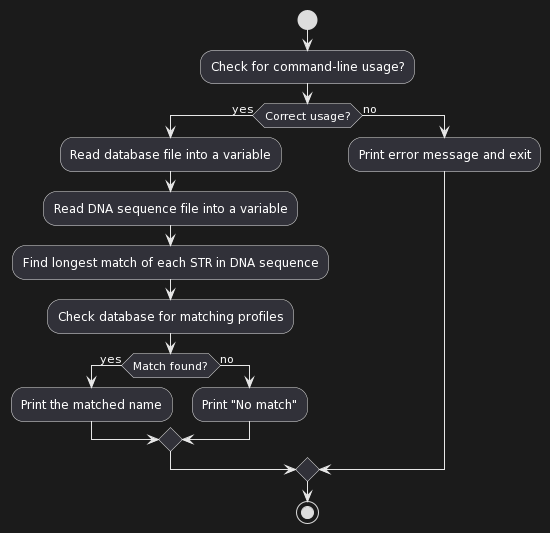 Check for command-line usage?
yes
Correct usage?
no
Read database file into a variable
Print error message and exit
Read DNA sequence file into a variable
Find longest match of each STR in DNA sequence
Check database for matching profiles
yes
Match found?
no
Print the matched name
Print "No match"